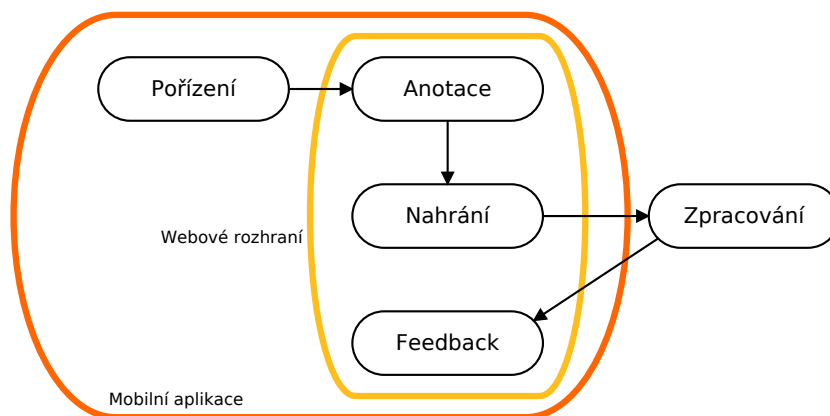 Pořízení
Anotace
Nahrání
Zpracování
Webové rozhraní
Feedback
Mobilní aplikace